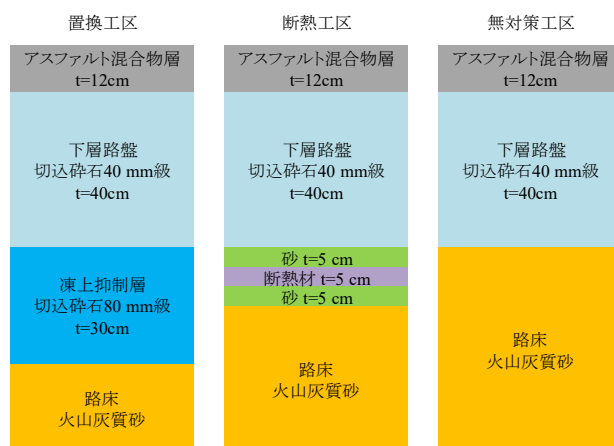 置換工区
アスファルト混合物層
t=12cm
下層路盤
切込砕石40 mm級
t=40cm
凍上抑制層
切込砕石80 mm級
t=30cm
路床
火山灰質砂
断熱工区
アスファルト混合物層
t=12cm
下層路盤
切込砕石40 mm級
t=40cm
砂 t=5 cm
断熱材 t=5 cm
砂 t=5 cm
路床
火山灰質砂
無対策工区
アスファルト混合物層
t=12cm
下層路盤
切込砕石40 mm級
t=40cm
路床
火山灰質砂